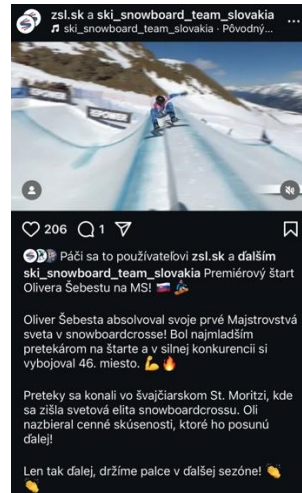 zsl.sk a ski_snowboard_team_slovakia
ski_snowboard_team_slovakia · Pôvodný...
206 1
Páči sa to používateľovi zsl.sk a ďalším
ski_snowboard_team_slovakia Premiérový štart
Olivera Šebestu na MS! 🇸🇰 🏂
Oliver Šebesta absolvoval svoje prvé Majstrovstvá
sveta v snowboardcrosse! Bol najmladším
pretekárom na štarte a v silnej konkurencii si
vybojoval 46. miesto. 💪🔥
Preteky sa konali vo švajčiarskom St. Moritzi, kde
sa zišla svetová elita snowboardcrossu. Oli
nazbieral cenné skúsenosti, ktoré ho posunú
ďalej!
Len tak ďalej, držíme palce v ďalšej sezóne! 👏
👏